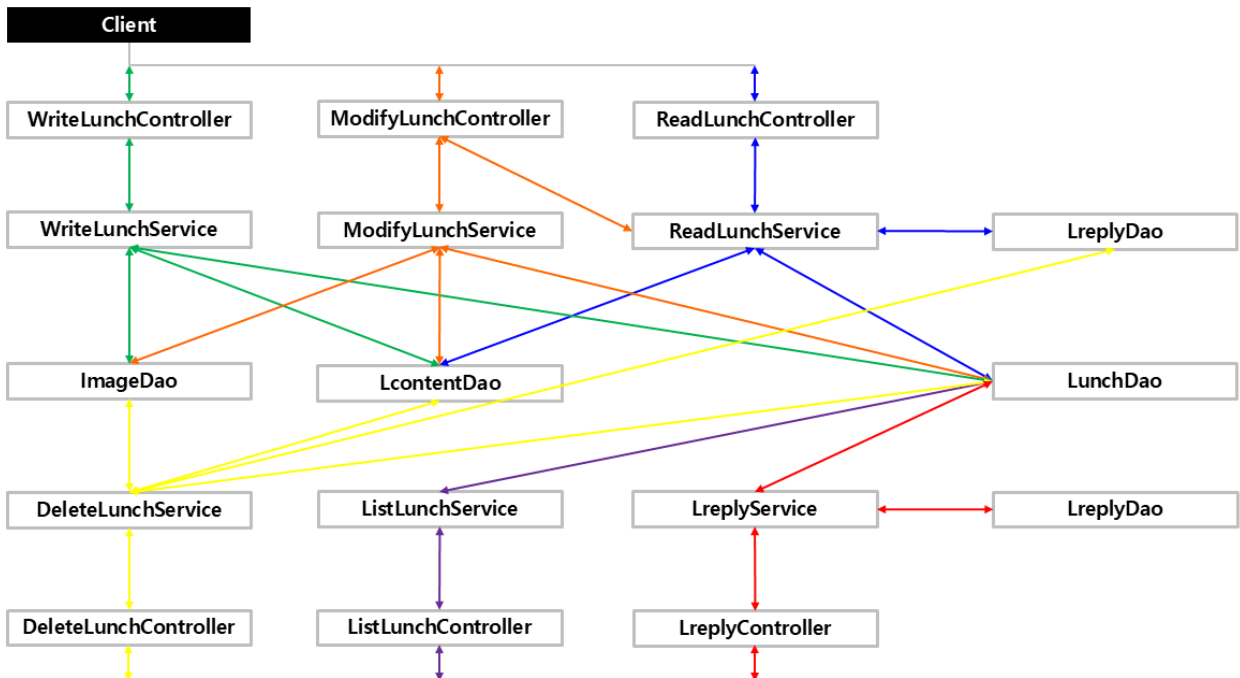 Client
WriteLunchController
ModifyLunchController
ReadLunchController
WriteLunchService
ModifyLunchService
ReadLunchService
LreplyDao
ImageDao
LcontentDao
LunchDao
DeleteLunchService
ListLunchService
LreplyService
LreplyDao
DeleteLunchController
ListLunchController
LreplyController